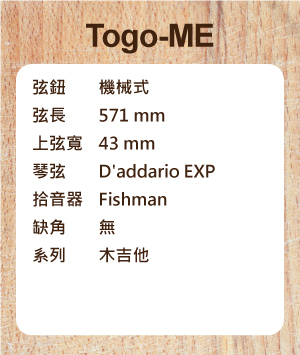 Togo-ME
弦鈕 機械式
弦長 571 mm
上弦寬 43 mm
琴弦 D'addario EXP
拾音器 Fishman
缺角 無
系列 木吉他